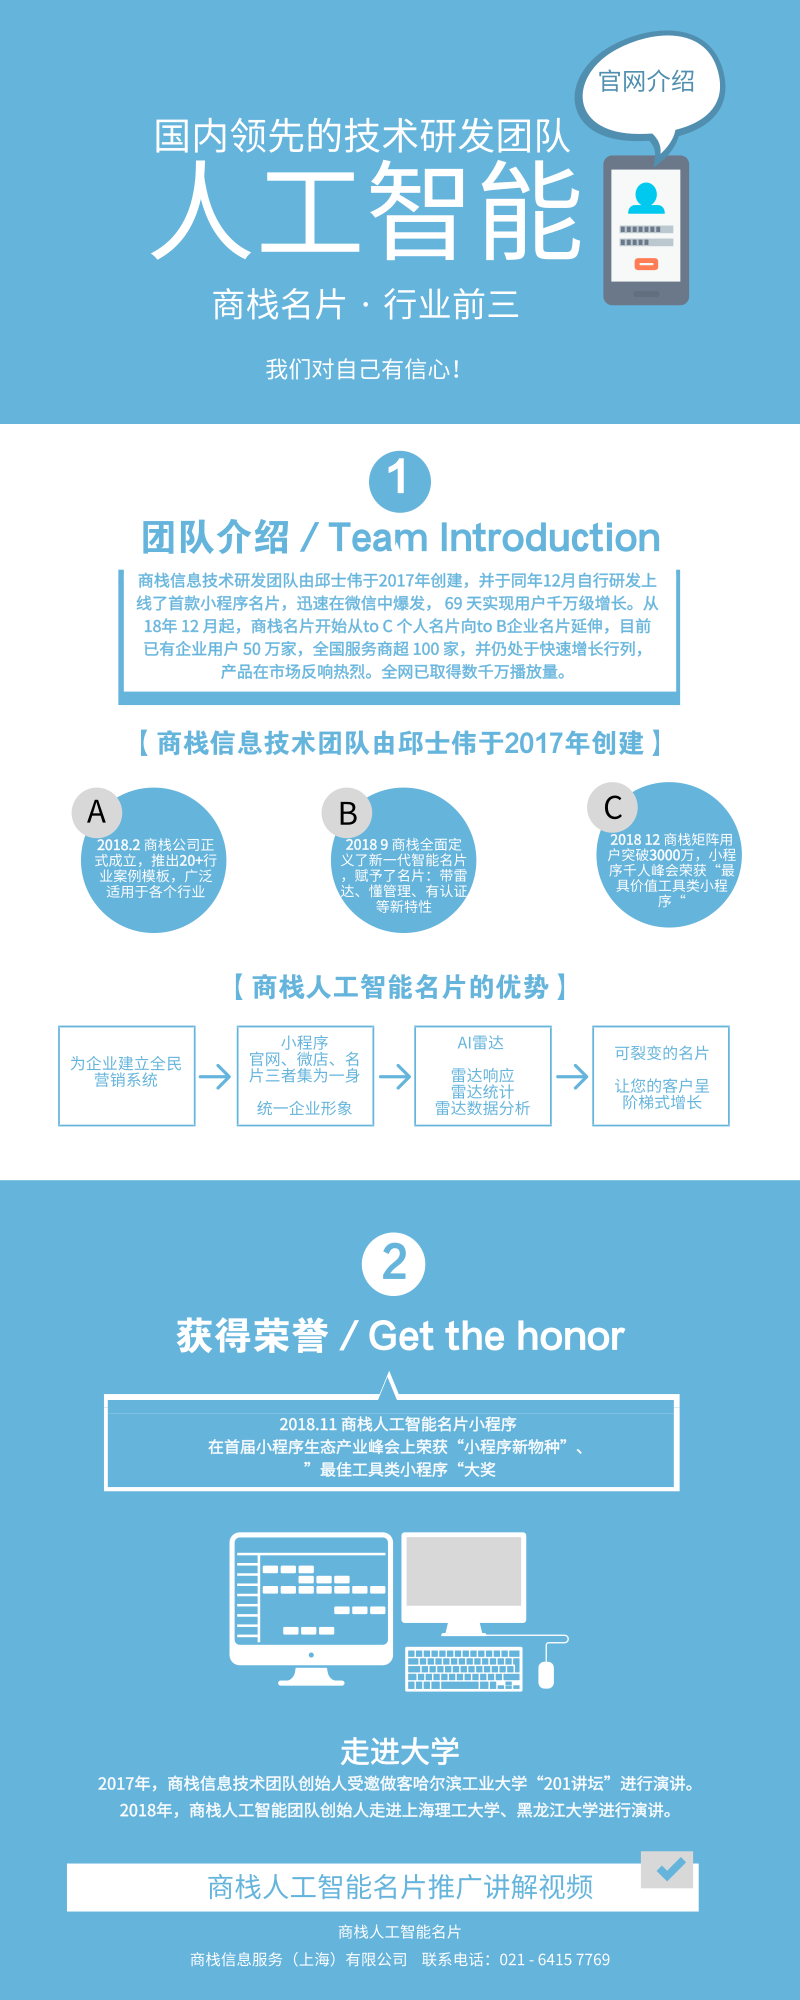 官网介绍
国内领先的技术研发团队
人工智能
商栈名片 · 行业前三
我们对自己有信心！
1
团队介绍 / Team Introduction
商栈信息技术研发团队由邱士伟于2017年创建，并于同年12月自行研发上
线了首款小程序名片，迅速在微信中爆发， 69 天实现用户千万级增长。从
18年 12 月起，商栈名片开始从to C 个人名片向to B企业名片延伸，目前
已有企业用户 50 万家，全国服务商超 100 家，并仍处于快速增长行列，
产品在市场反响热烈。全网已取得数千万播放量。
【 商栈信息技术团队由邱士伟于2017年创建 】
A
2018.2 商栈公司正
式成立，推出20+行
业案例模板，广泛
适用于各个行业
B
2018 9 商栈全面定
义了新一代智能名片
，赋予了名片：带雷
达、懂管理、有认证
等新特性
C
2018 12 商栈矩阵用
户突破3000万，小程
序千人峰会荣获“最
具价值工具类小程
序“
【 商栈人工智能名片的优势 】
为企业建立全民
营销系统
小程序
官网、微店、名
片三者集为一身
统一企业形象
AI雷达
雷达响应
雷达统计
雷达数据分析
可裂变的名片
让您的客户呈
阶梯式增长
2
获得荣誉 / Get the honor
2018.11 商栈人工智能名片小程序
在首届小程序生态产业峰会上荣获“小程序新物种”、
”最佳工具类小程序“大奖
走进大学
2017年，商栈信息技术团队创始人受邀做客哈尔滨工业大学“201讲坛”进行演讲。
2018年，商栈人工智能团队创始人走进上海理工大学、黑龙江大学进行演讲。
商栈人工智能名片推广讲解视频
商栈人工智能名片
商栈信息服务（上海）有限公司 联系电话：021 - 6415 7769